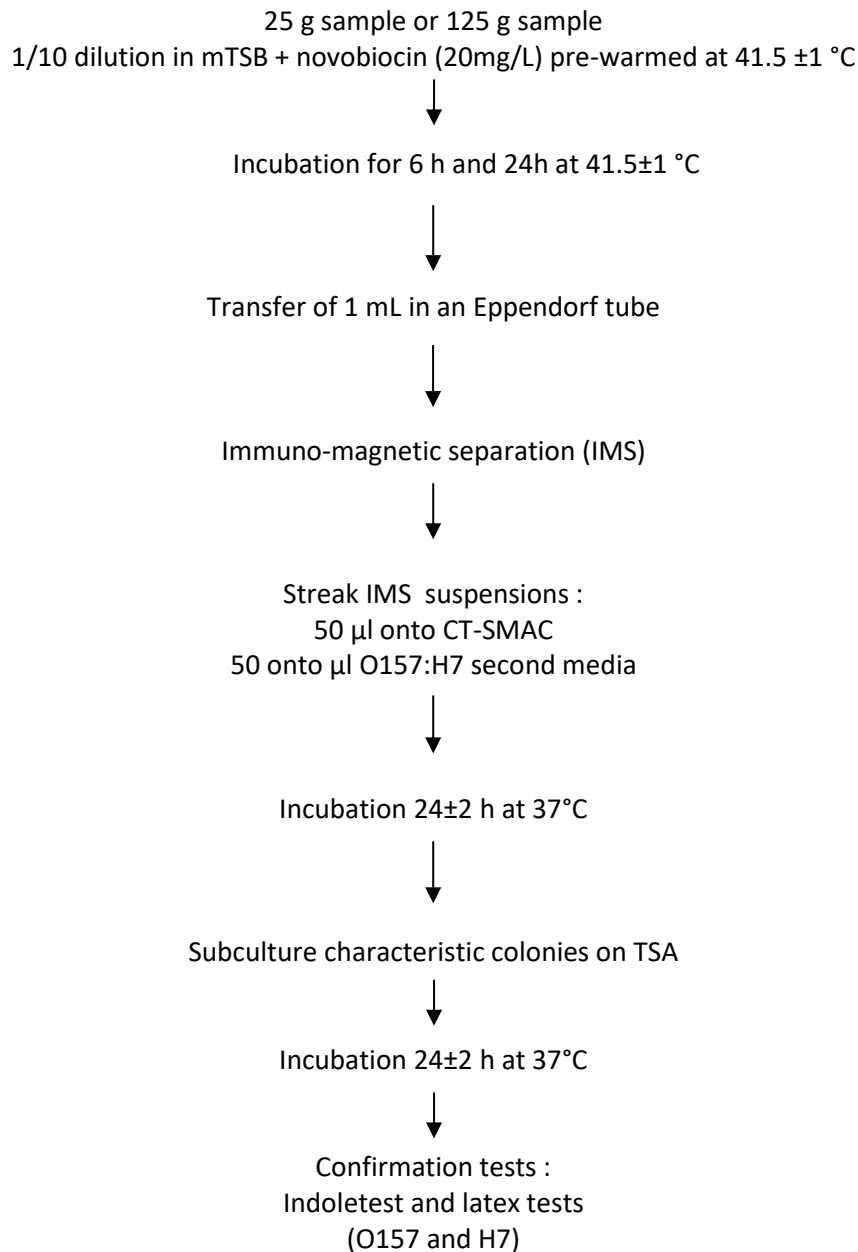 25 g sample or 125 g sample
1/10 dilution in mTSB + novobiocin (20mg/L) pre-warmed at 41.5 ±1 °C
Incubation for 6 h and 24h at 41.5±1 °C
Transfer of 1 mL in an Eppendorf tube
Immuno-magnetic separation (IMS)
Streak IMS suspensions :
50 µl onto CT-SMAC
50 onto µl O157:H7 second media
Incubation 24±2 h at 37°C
Subculture characteristic colonies on TSA
Incubation 24±2 h at 37°C
Confirmation tests :
Indoletest and latex tests
(O157 and H7)